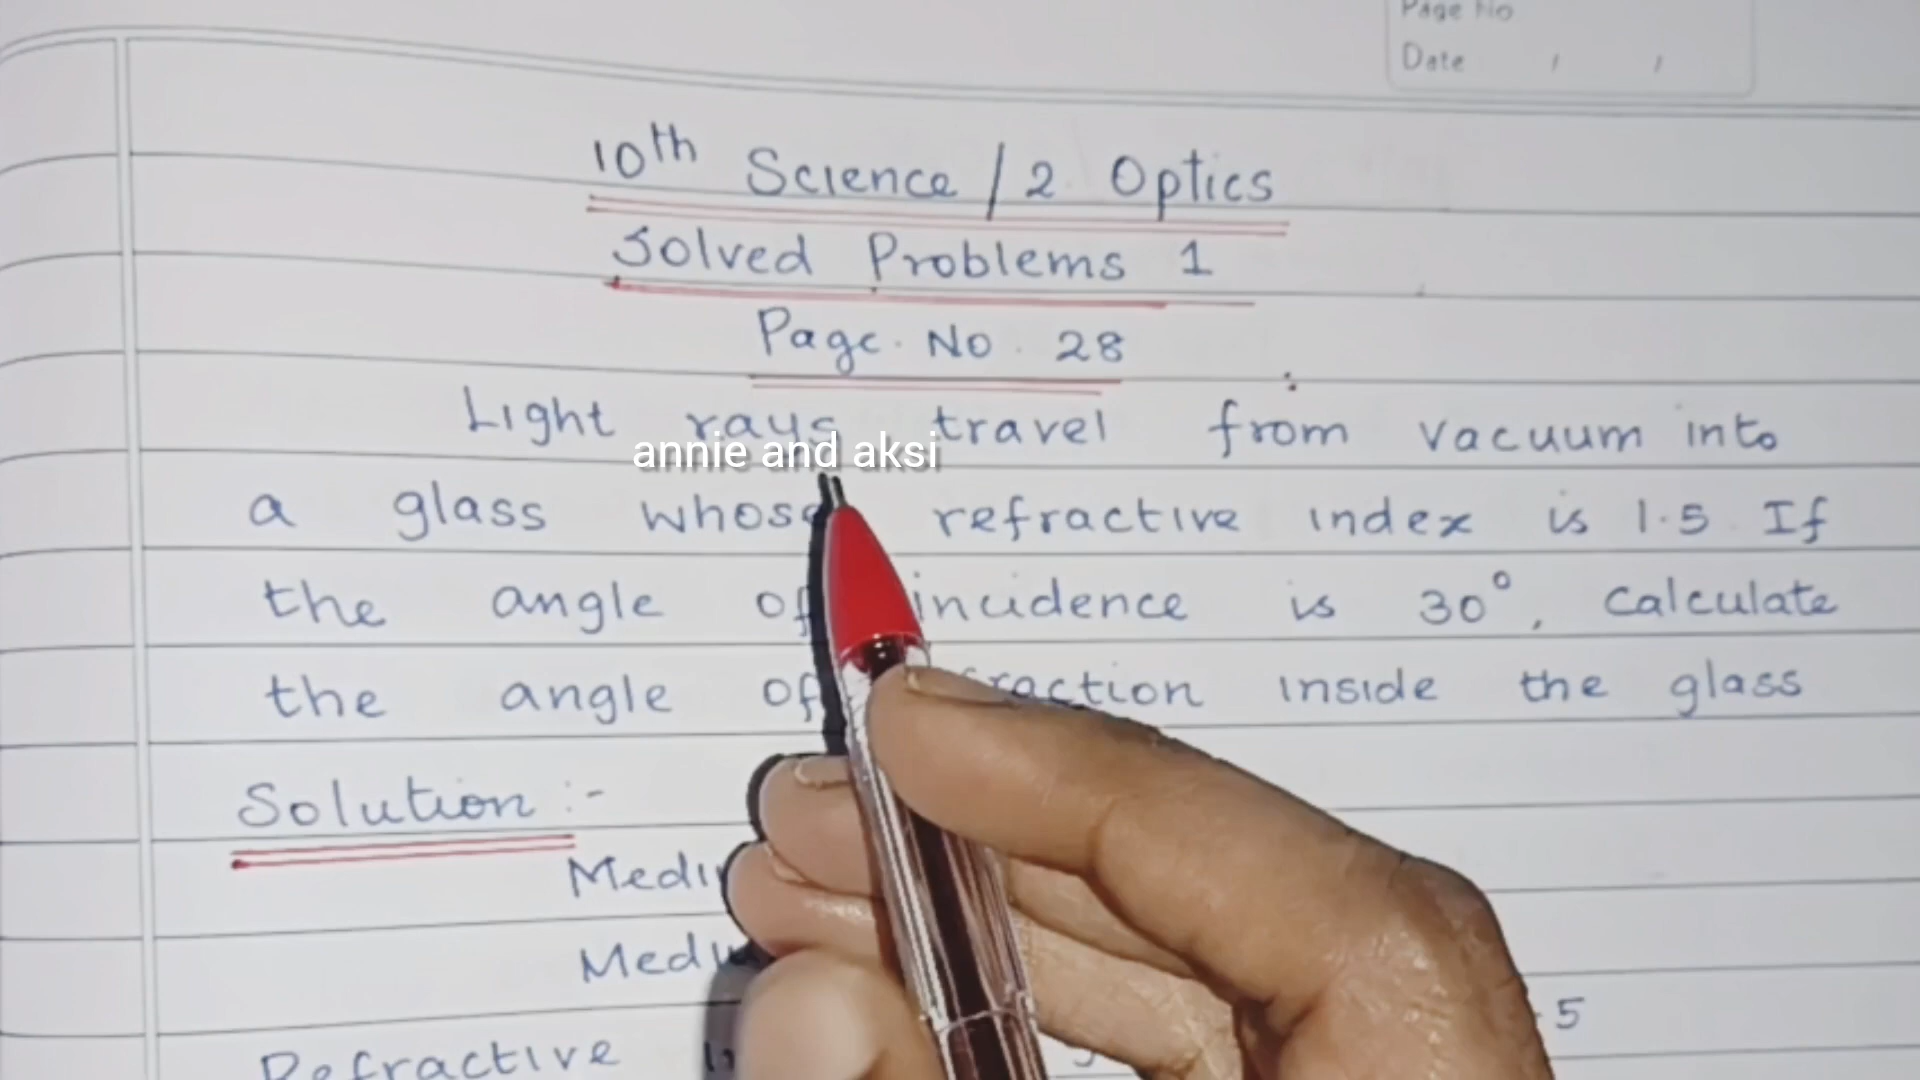 Page No
Date / /
10th Science / 2 Optics
Solved Problems 1
Page. No. 28
Light rays travel from vacuum into
annie and aksi
a glass whose refractive index is 1.5 If
the angle of incidence is 30°, calculate
the angle of inside the glass
Solution :-
5
Refractive